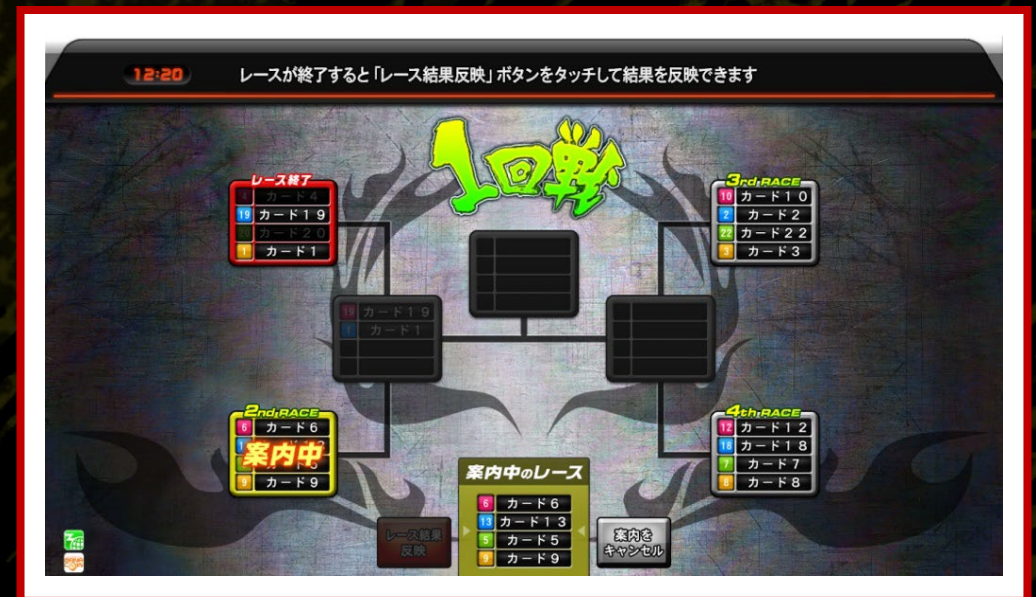 12:20
レースが終了すると「レース結果反映」ボタンをタッチして結果を反映できます
1回戦
レース終了
カード4
19 カード19
20 カード20
1 カード1
3rd RACE
10 カード10
2 カード2
22 カード22
3 カード3
19 カード19
1 カード1
2nd RACE
6 カード6
案内中
9 カード9
4th RACE
12 カード12
18 カード18
7 カード7
8 カード8
案内中のレース
6 カード6
13 カード13
5 カード5
9 カード9
レース結果
反映
案内を
キャンセル